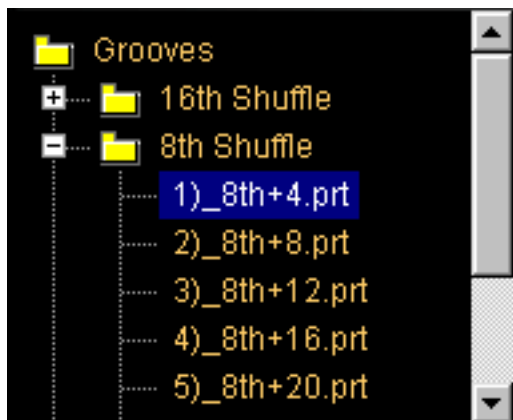 Grooves
16th Shuffle
8th Shuffle
1)_8th+4.prt
2)_8th+8.prt
3)_8th+12.prt
4)_8th+16.prt
5)_8th+20.prt